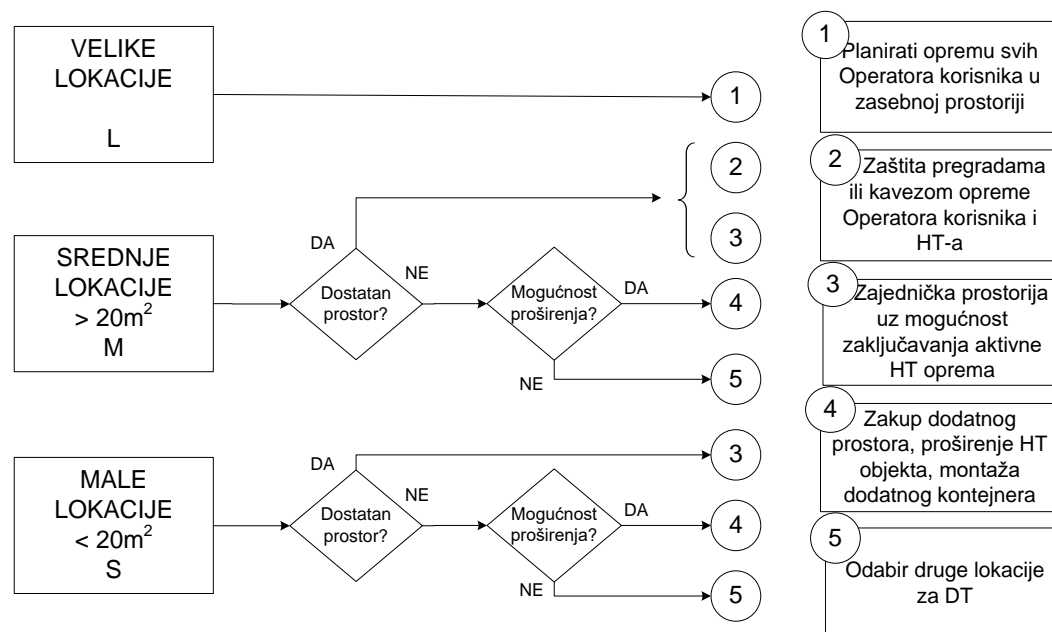 VELIKE
LOKACIJE
L
1
2
3
SREDNJE
LOKACIJE
> 20m²
M
DA
NE
Dostatan
prostor?
Mogućnost
proširenja?
DA
4
NE
5
MALE
LOKACIJE
< 20m²
S
DA
3
NE
Dostatan
prostor?
Mogućnost
proširenja?
DA
4
NE
5
1
Planirati opremu svih
Operatora korisnika u
zasebnoj prostoriji
2
Zaštita pregradama
ili kavezom opreme
Operatora korisnika i
HT-a
3
Zajednička prostorija
uz mogućnost
zaključavanja aktivne
HT oprema
4
Zakup dodatnog
prostora, proširenje HT
objekta, montaža
dodatnog kontejnera
5
Odabir druge lokacije
za DT